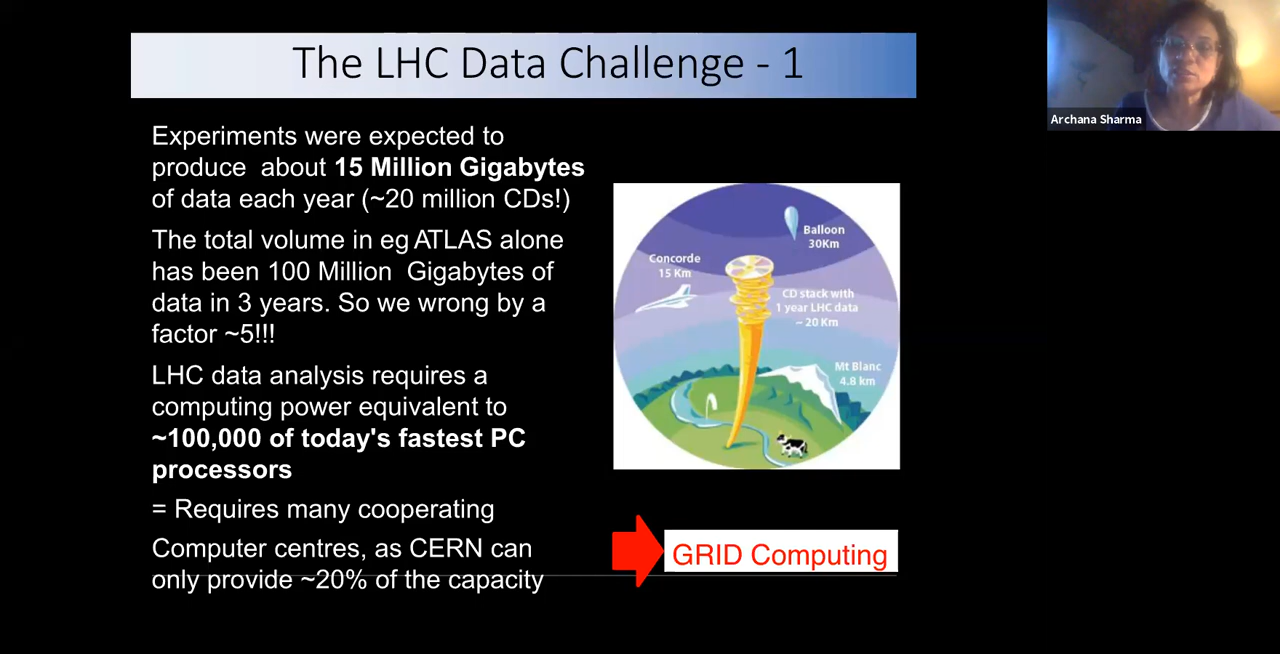 The LHC Data Challenge - 1
Archana Sharma
Experiments were expected to
produce about 15 Million Gigabytes
of data each year (~20 million CDs!)
The total volume in eg ATLAS alone
has been 100 Million Gigabytes of
data in 3 years. So we wrong by a
factor ~5!!!
LHC data analysis requires a
computing power equivalent to
~100,000 of today's fastest PC
processors
= Requires many cooperating
Computer centres, as CERN can
only provide ~20% of the capacity
Balloon
30Km
Concorde
15 Km
CD stack with
1 year LHC data
~ 20 Km
Mt Blanc
4.8 km
GRID Computing